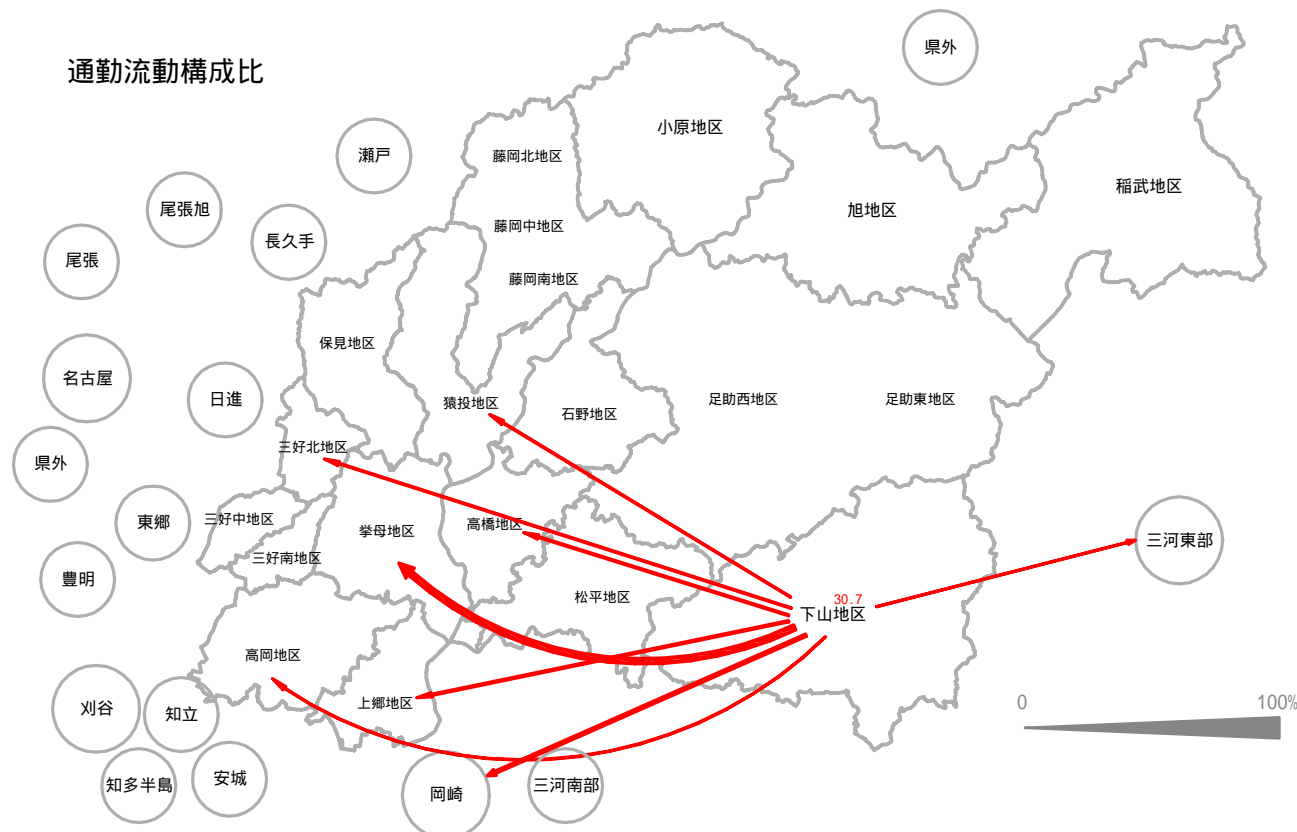 通勤流動構成比
県外
小原地区
瀬戸
藤岡北地区
稲武地区
尾張旭
旭地区
藤岡中地区
長久手
尾張
藤岡南地区
保見地区
名古屋
日進
猿投地区
石野地区
足助西地区
足助東地区
三好北地区
県外
東郷
三好中地区
挙母地区
高橋地区
三河東部
三好南地区
豊明
松平地区
30.7
下山地区
高岡地区
上郷地区
刈谷
知立
0
100%
知多半島
安城
岡崎
三河南部